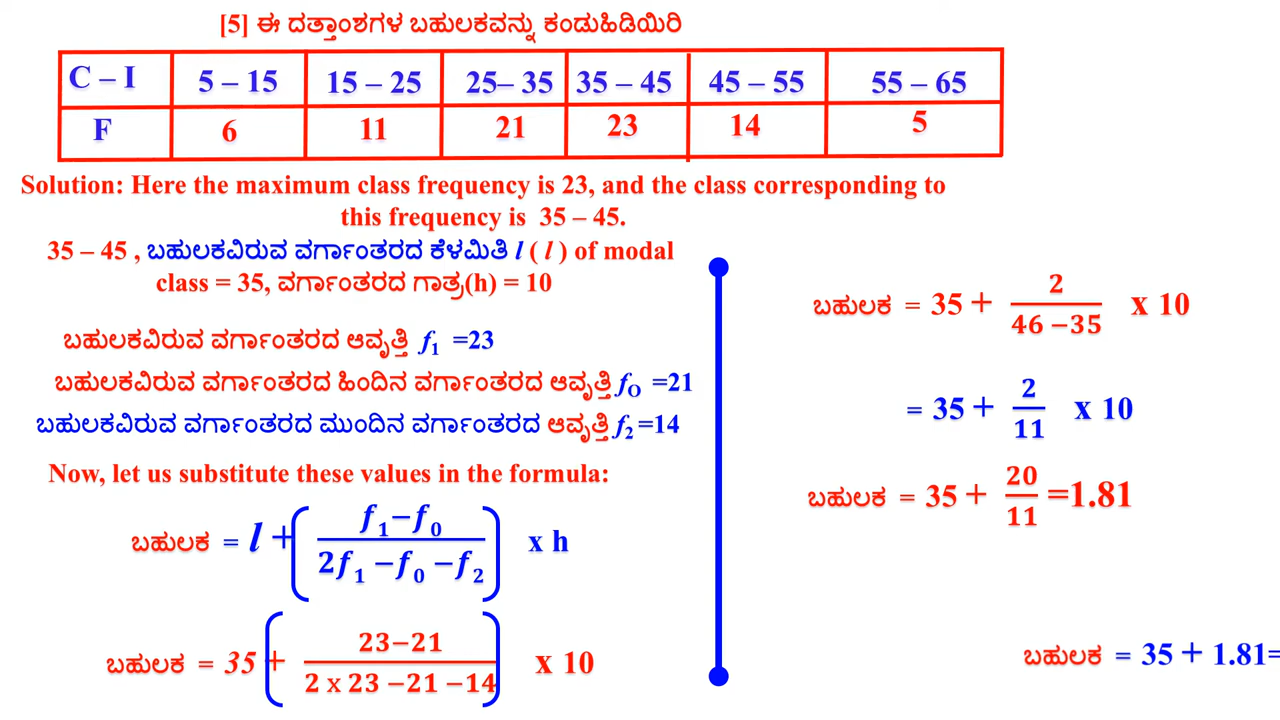 [5] ಈ ದತ್ತಾಂಶಗಳ ಬಹುಲಕವನ್ನು ಕಂಡುಹಿಡಿಯಿರಿ
C – I 5 – 15 15 – 25 25– 35 35 – 45 45 – 55 55 – 65
F 6 11 21 23 14 5
Solution: Here the maximum class frequency is 23, and the class corresponding to
this frequency is 35 – 45.
35 – 45 , ಬಹುಲಕವಿರುವ ವರ್ಗಾಂತರದ ಕೆಳಮಿತಿ l ( l ) of modal
class = 35, ವರ್ಗಾಂತರದ ಗಾತ್ರ(h) = 10
ಬಹುಲಕವಿರುವ ವರ್ಗಾಂತರದ ಆವೃತ್ತಿ f₁ =23
ಬಹುಲಕವಿರುವ ವರ್ಗಾಂತರದ ಹಿಂದಿನ ವರ್ಗಾಂತರದ ಆವೃತ್ತಿ f_O =21
ಬಹುಲಕವಿರುವ ವರ್ಗಾಂತರದ ಮುಂದಿನ ವರ್ಗಾಂತರದ ಆವೃತ್ತಿ f₂ =14
Now, let us substitute these values in the formula:
ಬಹುಲಕ = l + ( f₁–f₀ / 2f₁ –f₀ –f₂ ) x h
ಬಹುಲಕ = 35 + ( 23–21 / 2 x 23 –21 –14 ) x 10
ಬಹುಲಕ = 35 + 2 / 46 –35 x 10
= 35 + 2 / 11 x 10
ಬಹುಲಕ = 35 + 20 / 11 =1.81
ಬಹುಲಕ = 35 + 1.81=